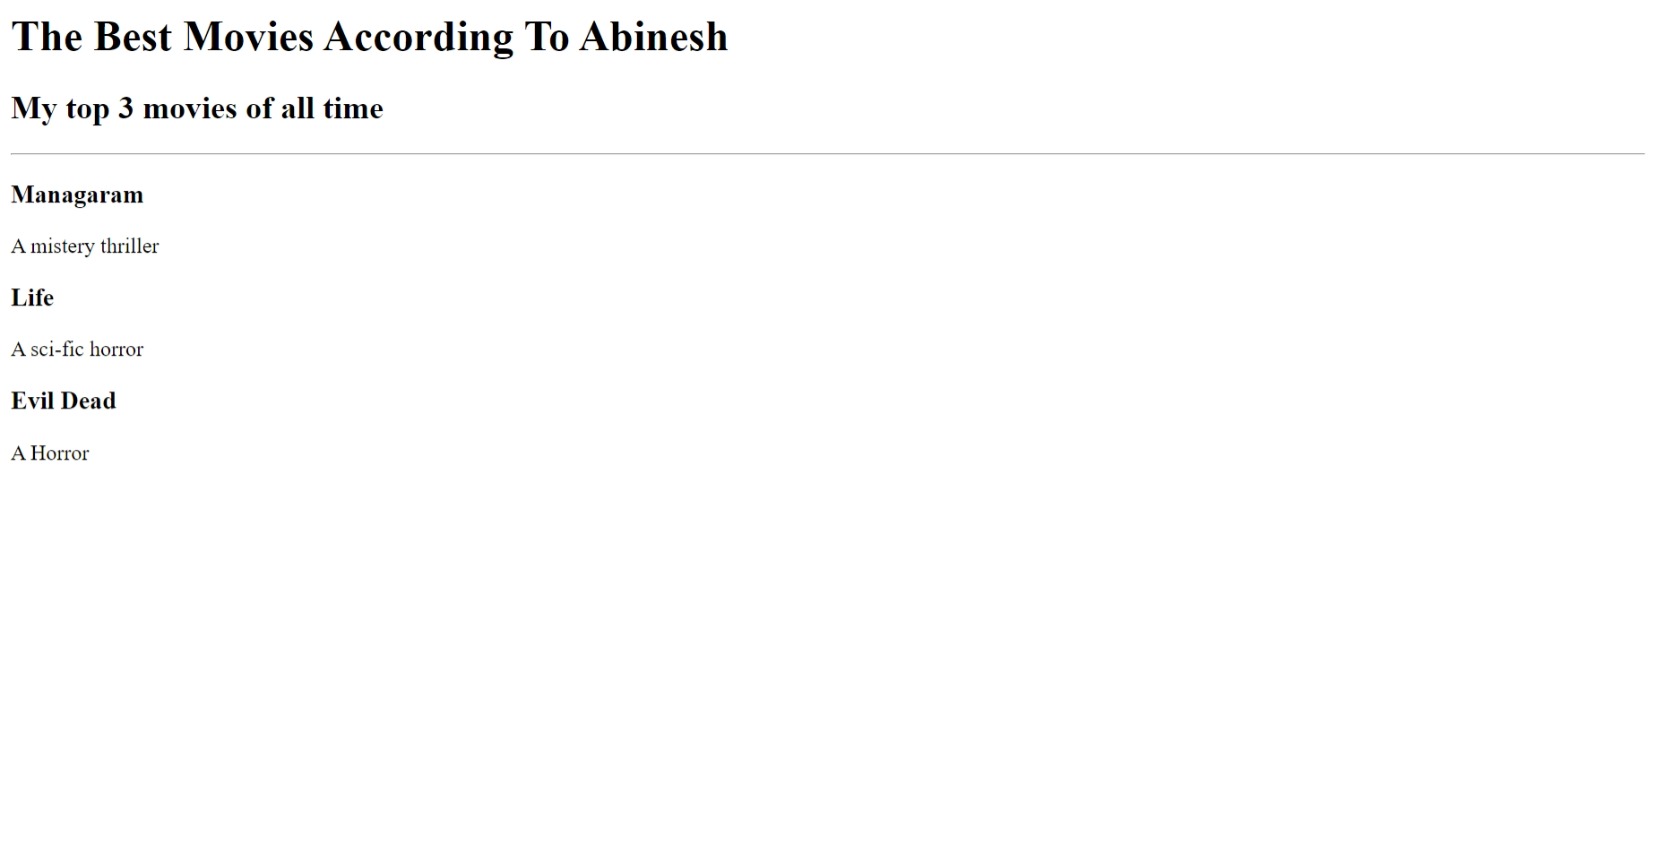 The Best Movies According To Abinesh
My top 3 movies of all time
Managaram
A mistery thriller
Life
A sci-fic horror
Evil Dead
A Horror